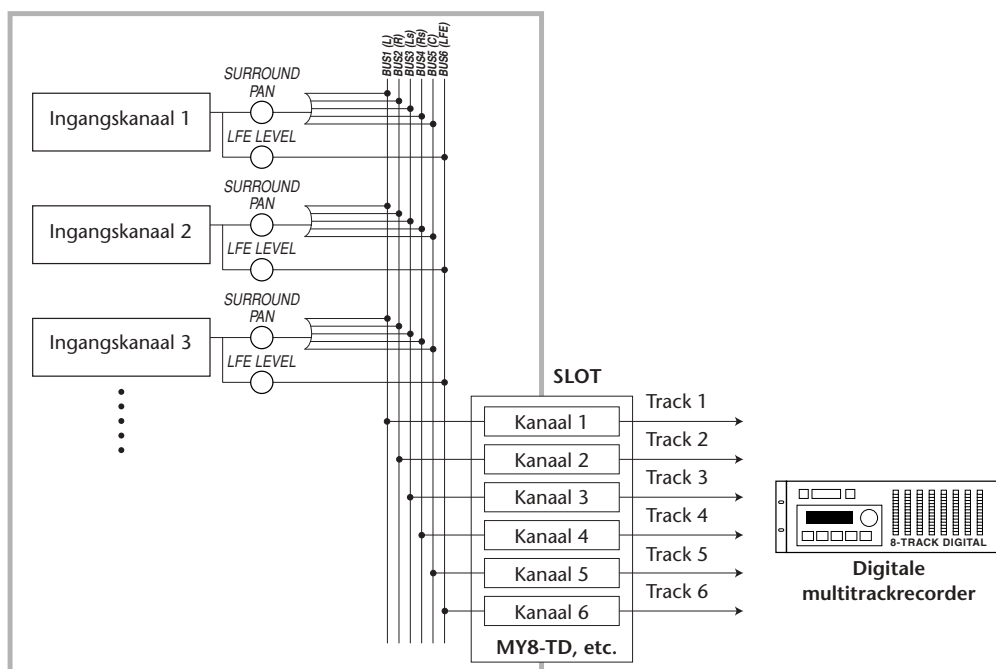 BUS1 (L)
BUS2 (R)
BUS3 (Ls)
BUS4 (Rs)
BUS5 (C)
BUS6 (LFE)
SURROUND
PAN
Ingangskanaal 1
LFE LEVEL
SURROUND
PAN
Ingangskanaal 2
LFE LEVEL
SURROUND
PAN
Ingangskanaal 3
LFE LEVEL
SLOT
Kanaal 1
Track 1
Kanaal 2
Track 2
Kanaal 3
Track 3
Kanaal 4
Track 4
Kanaal 5
Track 5
Kanaal 6
Track 6
MY8-TD, etc.
8-TRACK DIGITAL
Digitale
multitrackrecorder